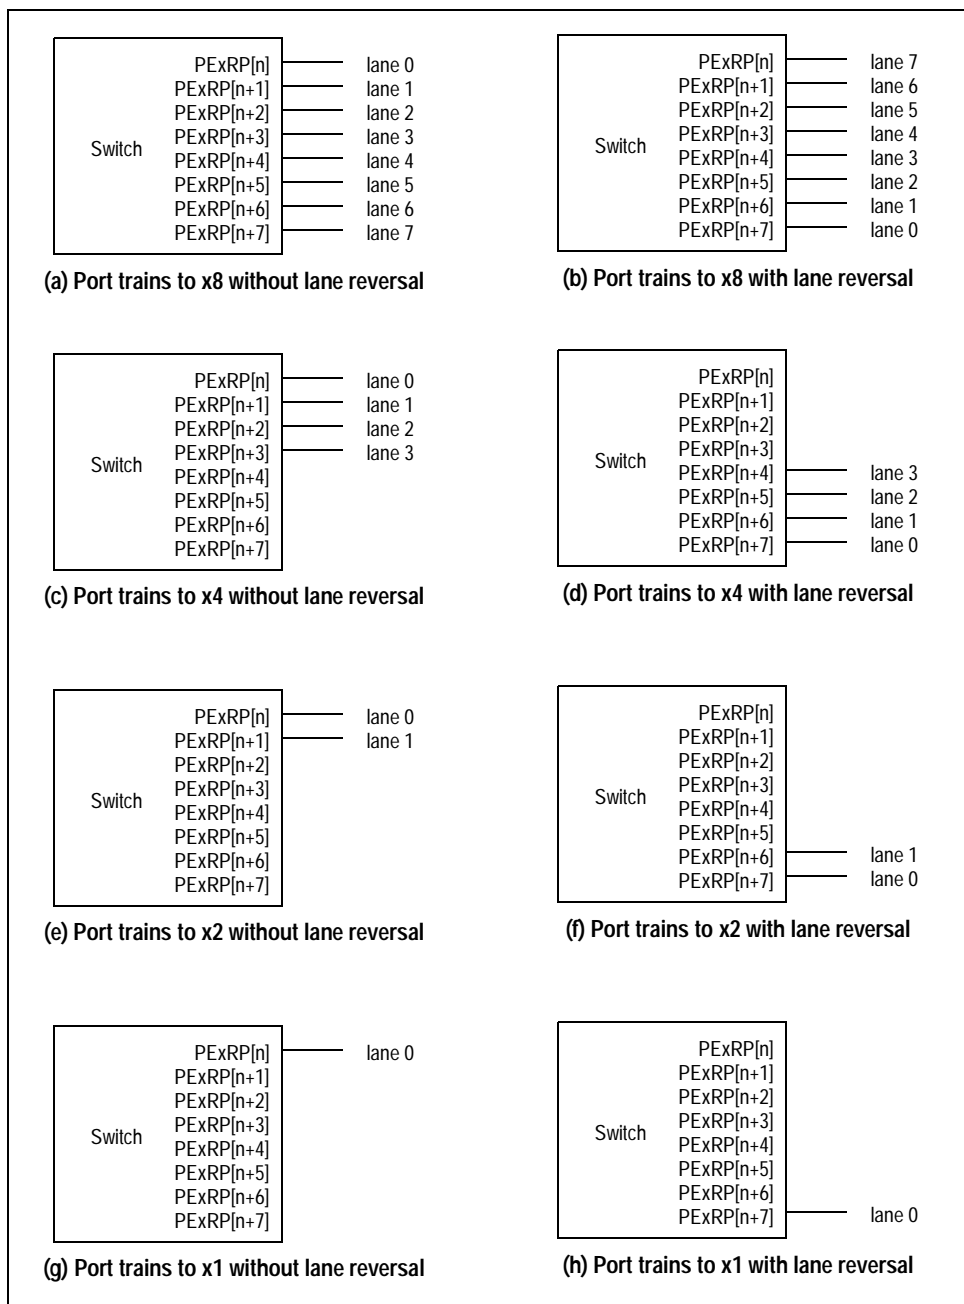 PExRP[n] lane 0
PExRP[n+1] lane 1
PExRP[n+2] lane 2
PExRP[n+3] lane 3
Switch
PExRP[n+4] lane 4
PExRP[n+5] lane 5
PExRP[n+6] lane 6
PExRP[n+7] lane 7
(a) Port trains to x8 without lane reversal
PExRP[n] lane 7
PExRP[n+1] lane 6
PExRP[n+2] lane 5
PExRP[n+3] lane 4
Switch
PExRP[n+4] lane 3
PExRP[n+5] lane 2
PExRP[n+6] lane 1
PExRP[n+7] lane 0
(b) Port trains to x8 with lane reversal
PExRP[n] lane 0
PExRP[n+1] lane 1
PExRP[n+2] lane 2
PExRP[n+3] lane 3
Switch
PExRP[n+4]
PExRP[n+5]
PExRP[n+6]
PExRP[n+7]
(c) Port trains to x4 without lane reversal
PExRP[n]
PExRP[n+1]
PExRP[n+2]
PExRP[n+3]
Switch
PExRP[n+4] lane 3
PExRP[n+5] lane 2
PExRP[n+6] lane 1
PExRP[n+7] lane 0
(d) Port trains to x4 with lane reversal
PExRP[n] lane 0
PExRP[n+1] lane 1
PExRP[n+2]
PExRP[n+3]
Switch
PExRP[n+4]
PExRP[n+5]
PExRP[n+6]
PExRP[n+7]
(e) Port trains to x2 without lane reversal
PExRP[n]
PExRP[n+1]
PExRP[n+2]
PExRP[n+3]
Switch
PExRP[n+4]
PExRP[n+5]
PExRP[n+6] lane 1
PExRP[n+7] lane 0
(f) Port trains to x2 with lane reversal
PExRP[n] lane 0
PExRP[n+1]
PExRP[n+2]
PExRP[n+3]
Switch
PExRP[n+4]
PExRP[n+5]
PExRP[n+6]
PExRP[n+7]
(g) Port trains to x1 without lane reversal
PExRP[n]
PExRP[n+1]
PExRP[n+2]
PExRP[n+3]
Switch
PExRP[n+4]
PExRP[n+5]
PExRP[n+6]
PExRP[n+7] lane 0
(h) Port trains to x1 with lane reversal